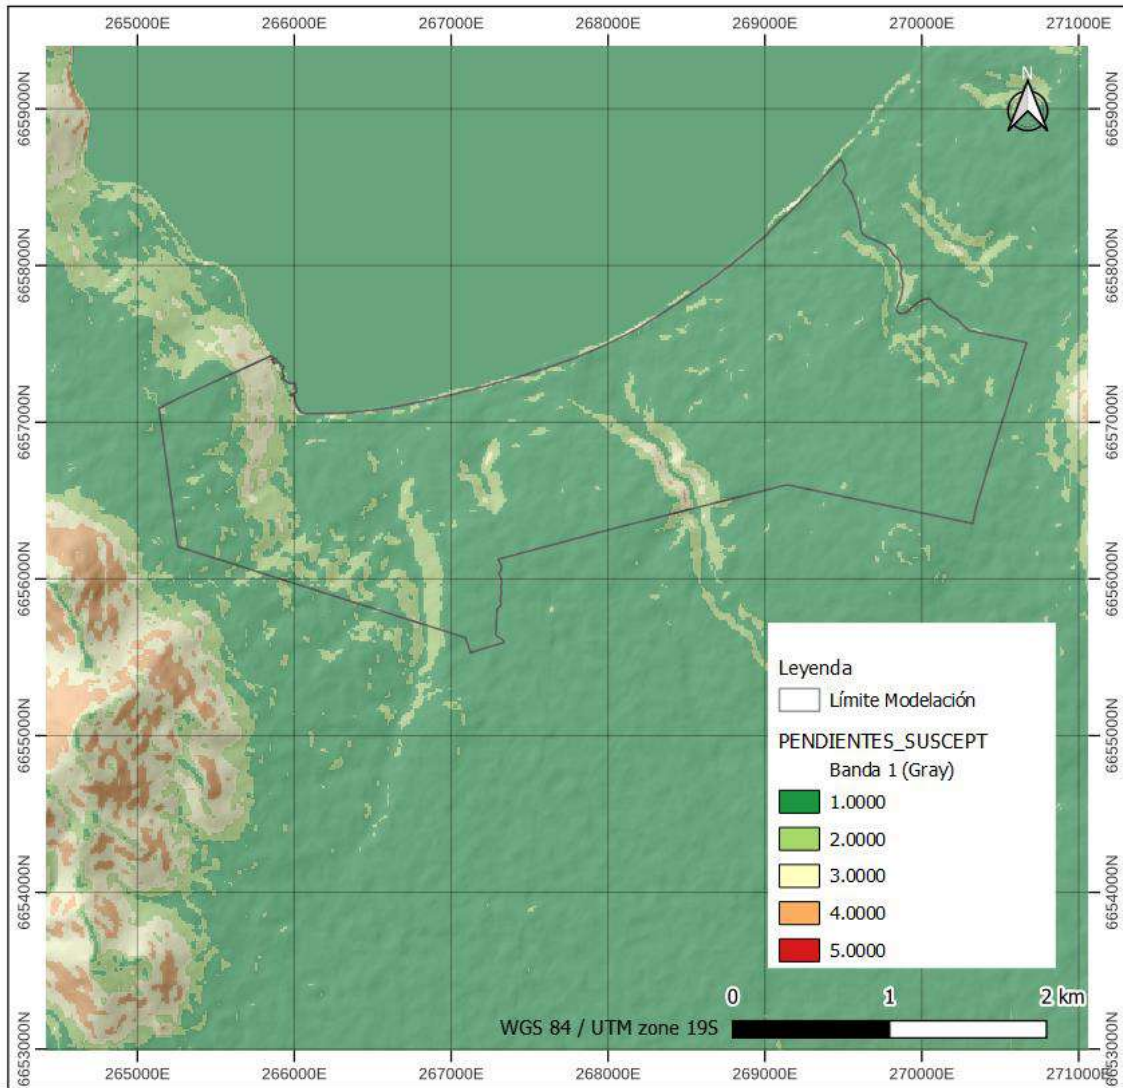 265000E 266000E 267000E 268000E 269000E 270000E 271000E
6659000N 6659000N
N
6658000N 6658000N
6657000N 6657000N
6656000N 6656000N
6655000N 6655000N
6654000N 6654000N
6653000N 6653000N
Leyenda
Límite Modelación
PENDIENTES_SUSCEPT
Banda 1 (Gray)
1.0000
2.0000
3.0000
4.0000
5.0000
0 1 2 km
WGS 84 / UTM zone 19S
265000E 266000E 267000E 268000E 269000E 270000E 271000E